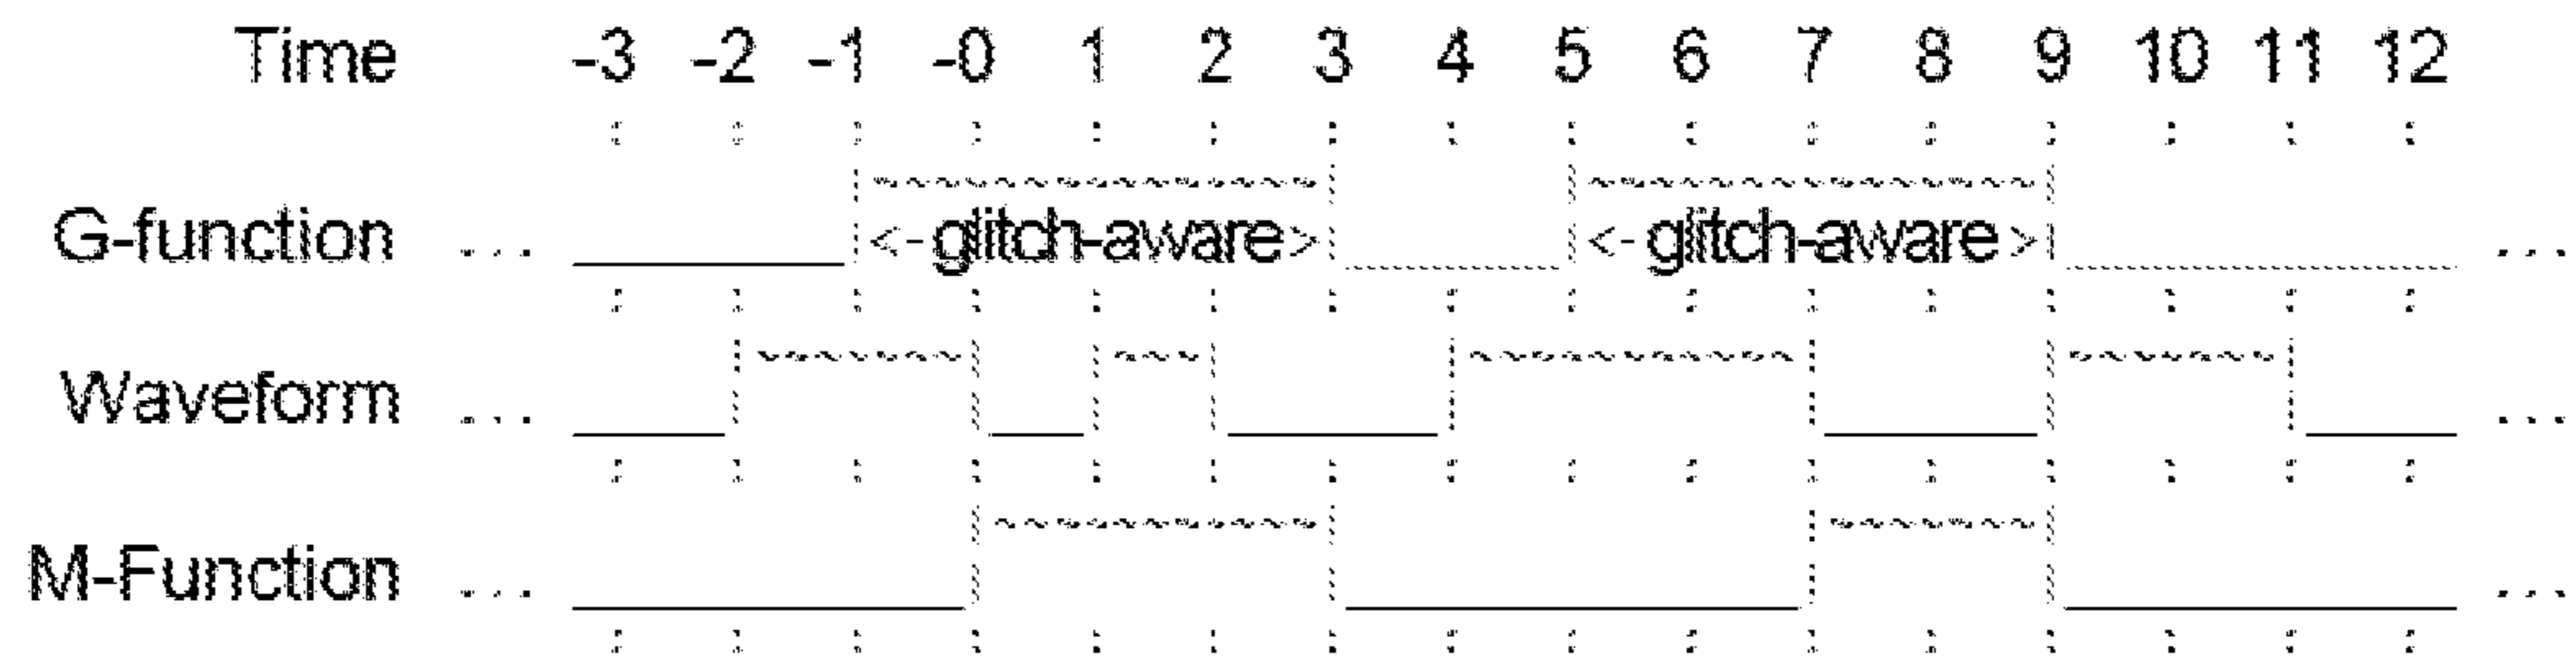 Time -3 -2 -1 -0 1 2 3 4 5 6 7 8 9 10 11 12
G-function ... <-glitch-aware> <-glitch-aware> ...
Waveform ... ...
M-Function ... ...